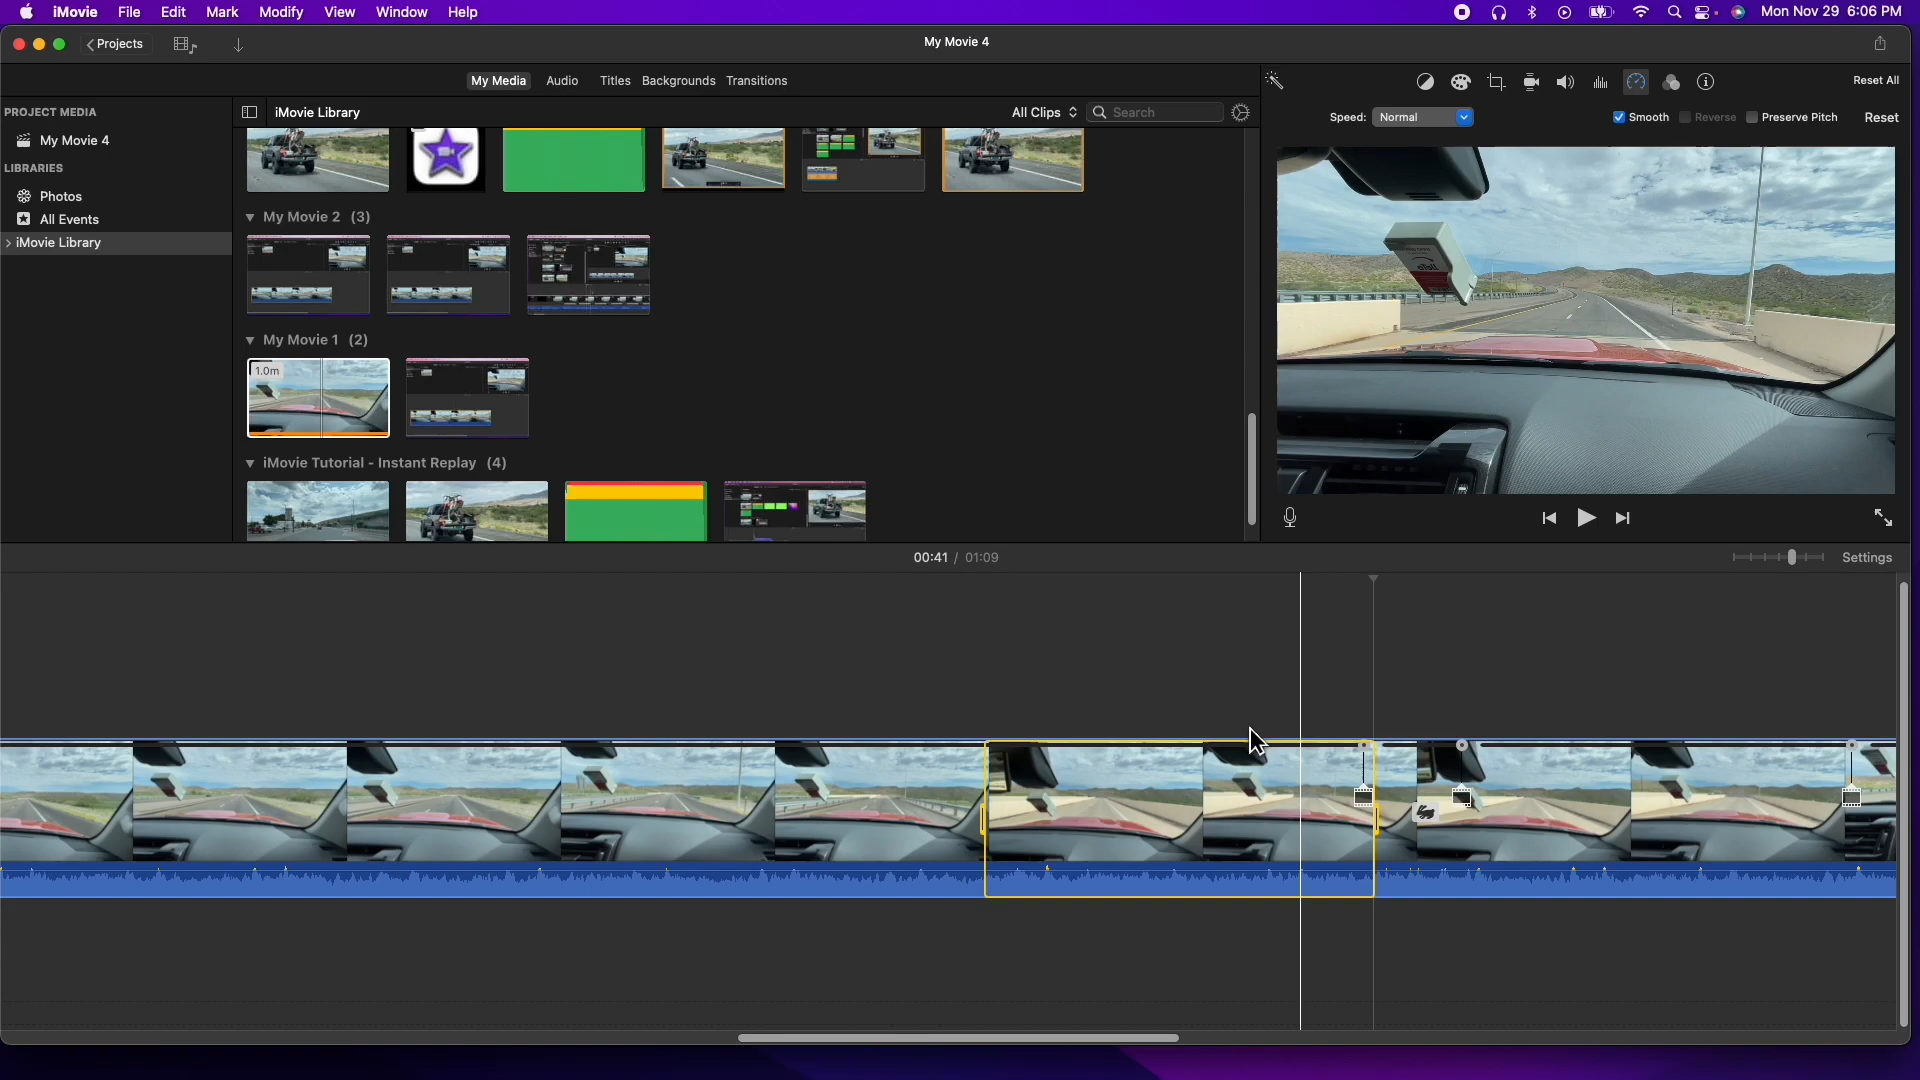 iMovie File Edit Mark Modify View Window Help Mon Nov 29 6:06 PM
Projects My Movie 4
My Media Audio Titles Backgrounds Transitions Reset All
PROJECT MEDIA iMovie Library All Clips Search Speed: Normal Smooth Reverse Preserve Pitch Reset
My Movie 4
LIBRARIES
Photos
All Events
iMovie Library
My Movie 2 (3)
My Movie 1 (2)
1.0m
iMovie Tutorial - Instant Replay (4)
00:41 / 01:09 Settings